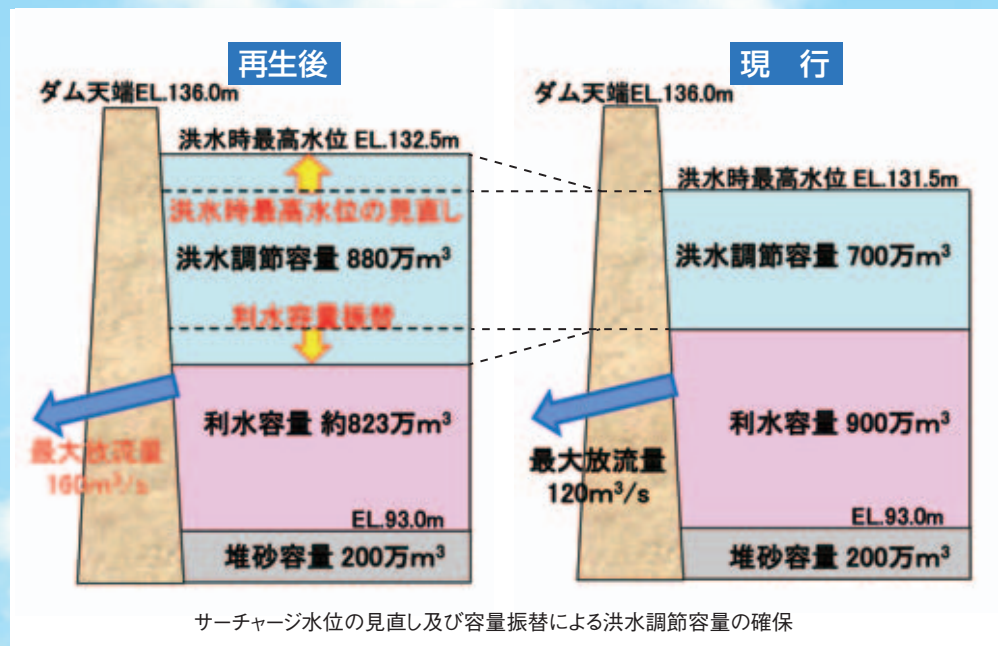 再生後
ダム天端EL.136.0m
洪水時最高水位 EL.132.5m
洪水時最高水位の見直し
洪水調節容量 880万m³
利水容量振替
利水容量 約823万m³
最大放流量
160m³/s
EL.93.0m
堆砂容量 200万m³
現　行
ダム天端EL.136.0m
洪水時最高水位 EL.131.5m
洪水調節容量 700万m³
利水容量 900万m³
最大放流量
120m³/s
EL.93.0m
堆砂容量 200万m³
サーチャージ水位の見直し及び容量振替による洪水調節容量の確保